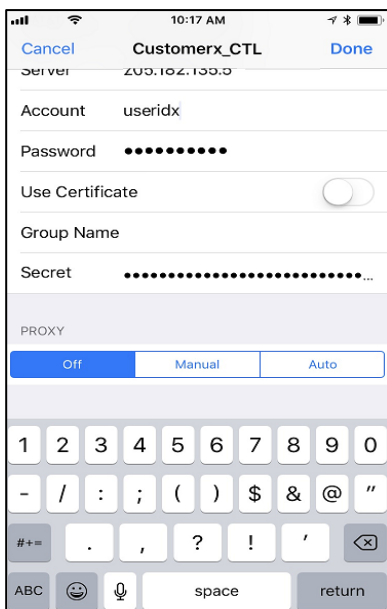 10:17 AM
Cancel Customerx_CTL Done
Server 205.182.135.5
Account useridx
Password ••••••••••
Use Certificate
Group Name
Secret •••••••••••••••••••••••••••...
PROXY
Off Manual Auto
1 2 3 4 5 6 7 8 9 0
- / : ; ( ) $ & @ "
#+= . , ? ! '
ABC space return